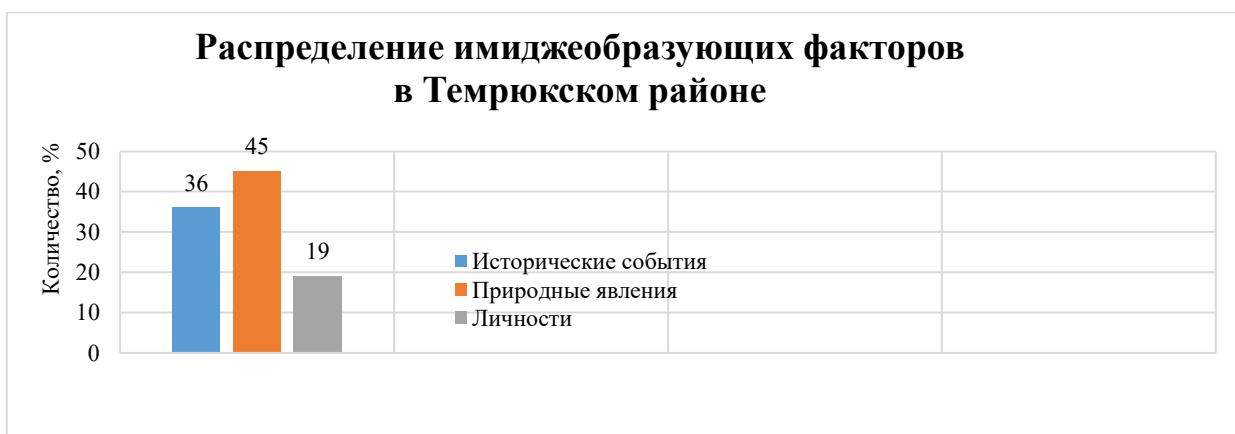 Распределение имиджеобразующих факторов
в Темрюкском районе
Количество, %
50
40
30
20
10
0
36
45
19
Исторические события
Природные явления
Личности